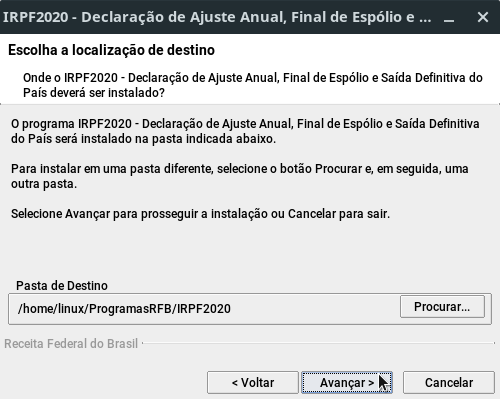 IRPF2020 - Declaração de Ajuste Anual, Final de Espólio e ...
Escolha a localização de destino
Onde o IRPF2020 - Declaração de Ajuste Anual, Final de Espólio e Saída Definitiva do
País deverá ser instalado?
O programa IRPF2020 - Declaração de Ajuste Anual, Final de Espólio e Saída Definitiva
do País será instalado na pasta indicada abaixo.
Para instalar em uma pasta diferente, selecione o botão Procurar e, em seguida, uma
outra pasta.
Selecione Avançar para prosseguir a instalação ou Cancelar para sair.
Pasta de Destino
/home/linux/ProgramasRFB/IRPF2020
Procurar...
Receita Federal do Brasil
< Voltar
Avançar >
Cancelar